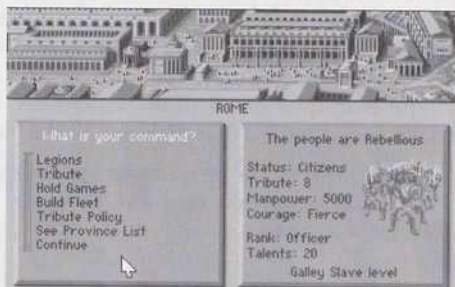 ROME
What is your command?
Legions
Tribute
Hold Games
Build Fleet
Tribute Policy
See Province List
Continue
The people are Rebellious
Status: Citizens
Tribute: 8
Manpower: 5000
Courage: Fierce
Rank: Officer
Talents: 20
Galley Slave level